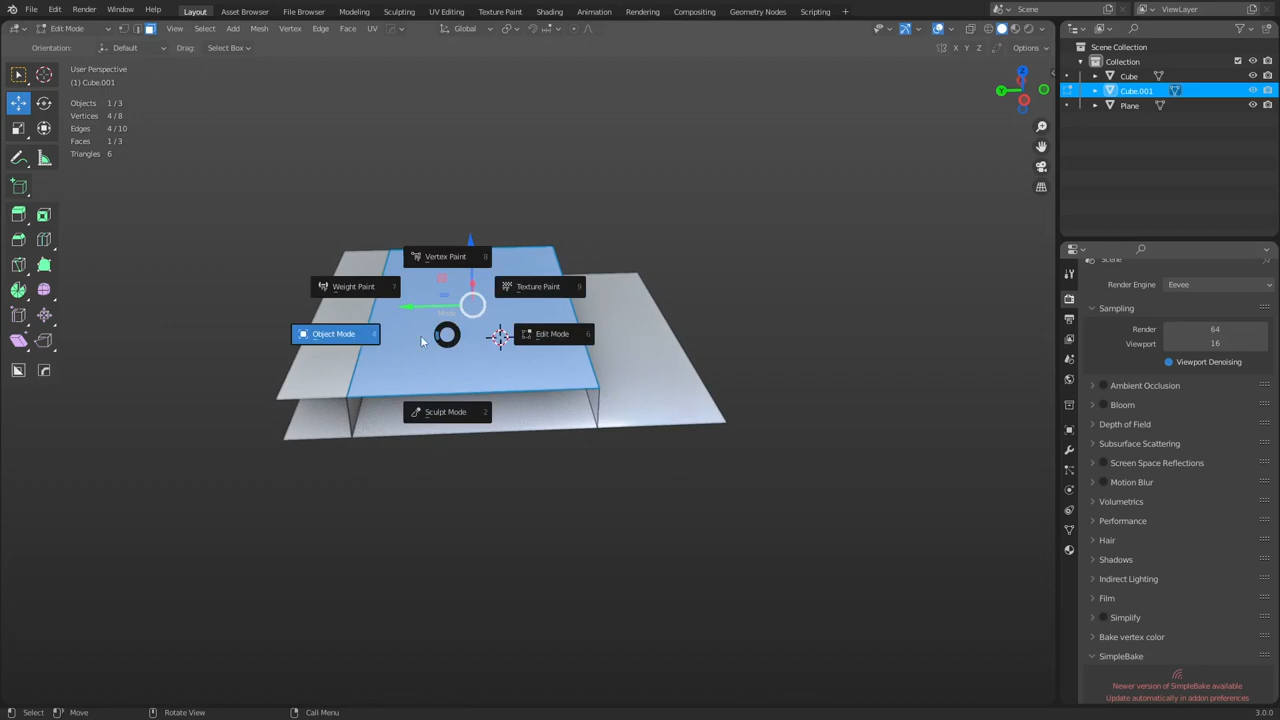 File Edit Render Window Help Layout Asset Browser File Browser Modeling Sculpting UV Editing Texture Paint Shading Animation Rendering Compositing Geometry Nodes Scripting + Scene ViewLayer
Edit Mode View Select Add Mesh Vertex Edge Face UV Global
Orientation: Default Drag: Select Box X Y Z Options
User Perspective
(1) Cube.001
Objects 1 / 3
Vertices 4 / 8
Edges 4 / 10
Faces 1 / 3
Triangles 6
Z
Y
Vertex Paint 8
Weight Paint 7
Texture Paint 9
Mode
Object Mode 4
Edit Mode 6
Sculpt Mode 2
Scene Collection
Collection
Cube
Cube.001
Plane
Scene
Render Engine Eevee
Sampling
Render 64
Viewport 16
Viewport Denoising
Ambient Occlusion
Bloom
Depth of Field
Subsurface Scattering
Screen Space Reflections
Motion Blur
Volumetrics
Performance
Hair
Shadows
Indirect Lighting
Film
Simplify
Bake vertex color
SimpleBake
Newer version of SimpleBake available
Update automatically in addon preferences
Select Move Rotate View Call Menu 3.0.0